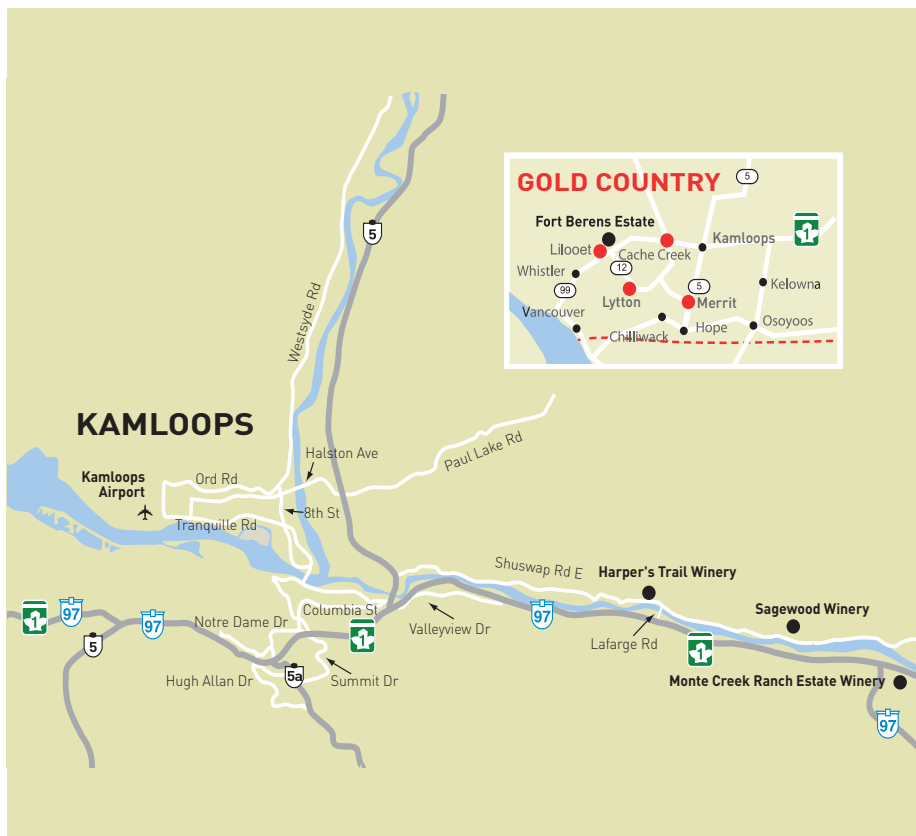 GOLD COUNTRY
5
1
Fort Berens Estate
Lilooet
Cache Creek
Kamloops
Whistler
12
5
99
Lytton
Merrit
Kelowna
Vancouver
Chilliwack
Hope
Osoyoos
5
Westsyde Rd
KAMLOOPS
Halston Ave
Paul Lake Rd
Kamloops
Airport
Ord Rd
8th St
Tranquille Rd
Shuswap Rd E
Harper's Trail Winery
Sagewood Winery
1
97
97
Notre Dame Dr
Columbia St
1
Valleyview Dr
97
Lafarge Rd
1
5
Hugh Allan Dr
5a
Summit Dr
Monte Creek Ranch Estate Winery
97